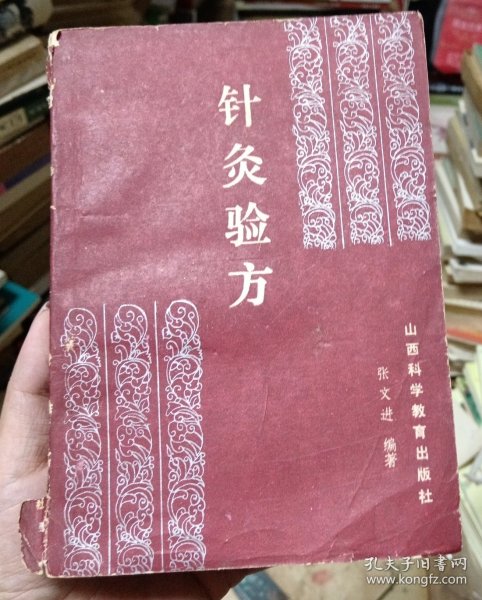 针灸验方
张文进 编著
山西科学教育出版社
孔夫子旧书网
www.kongfz.com